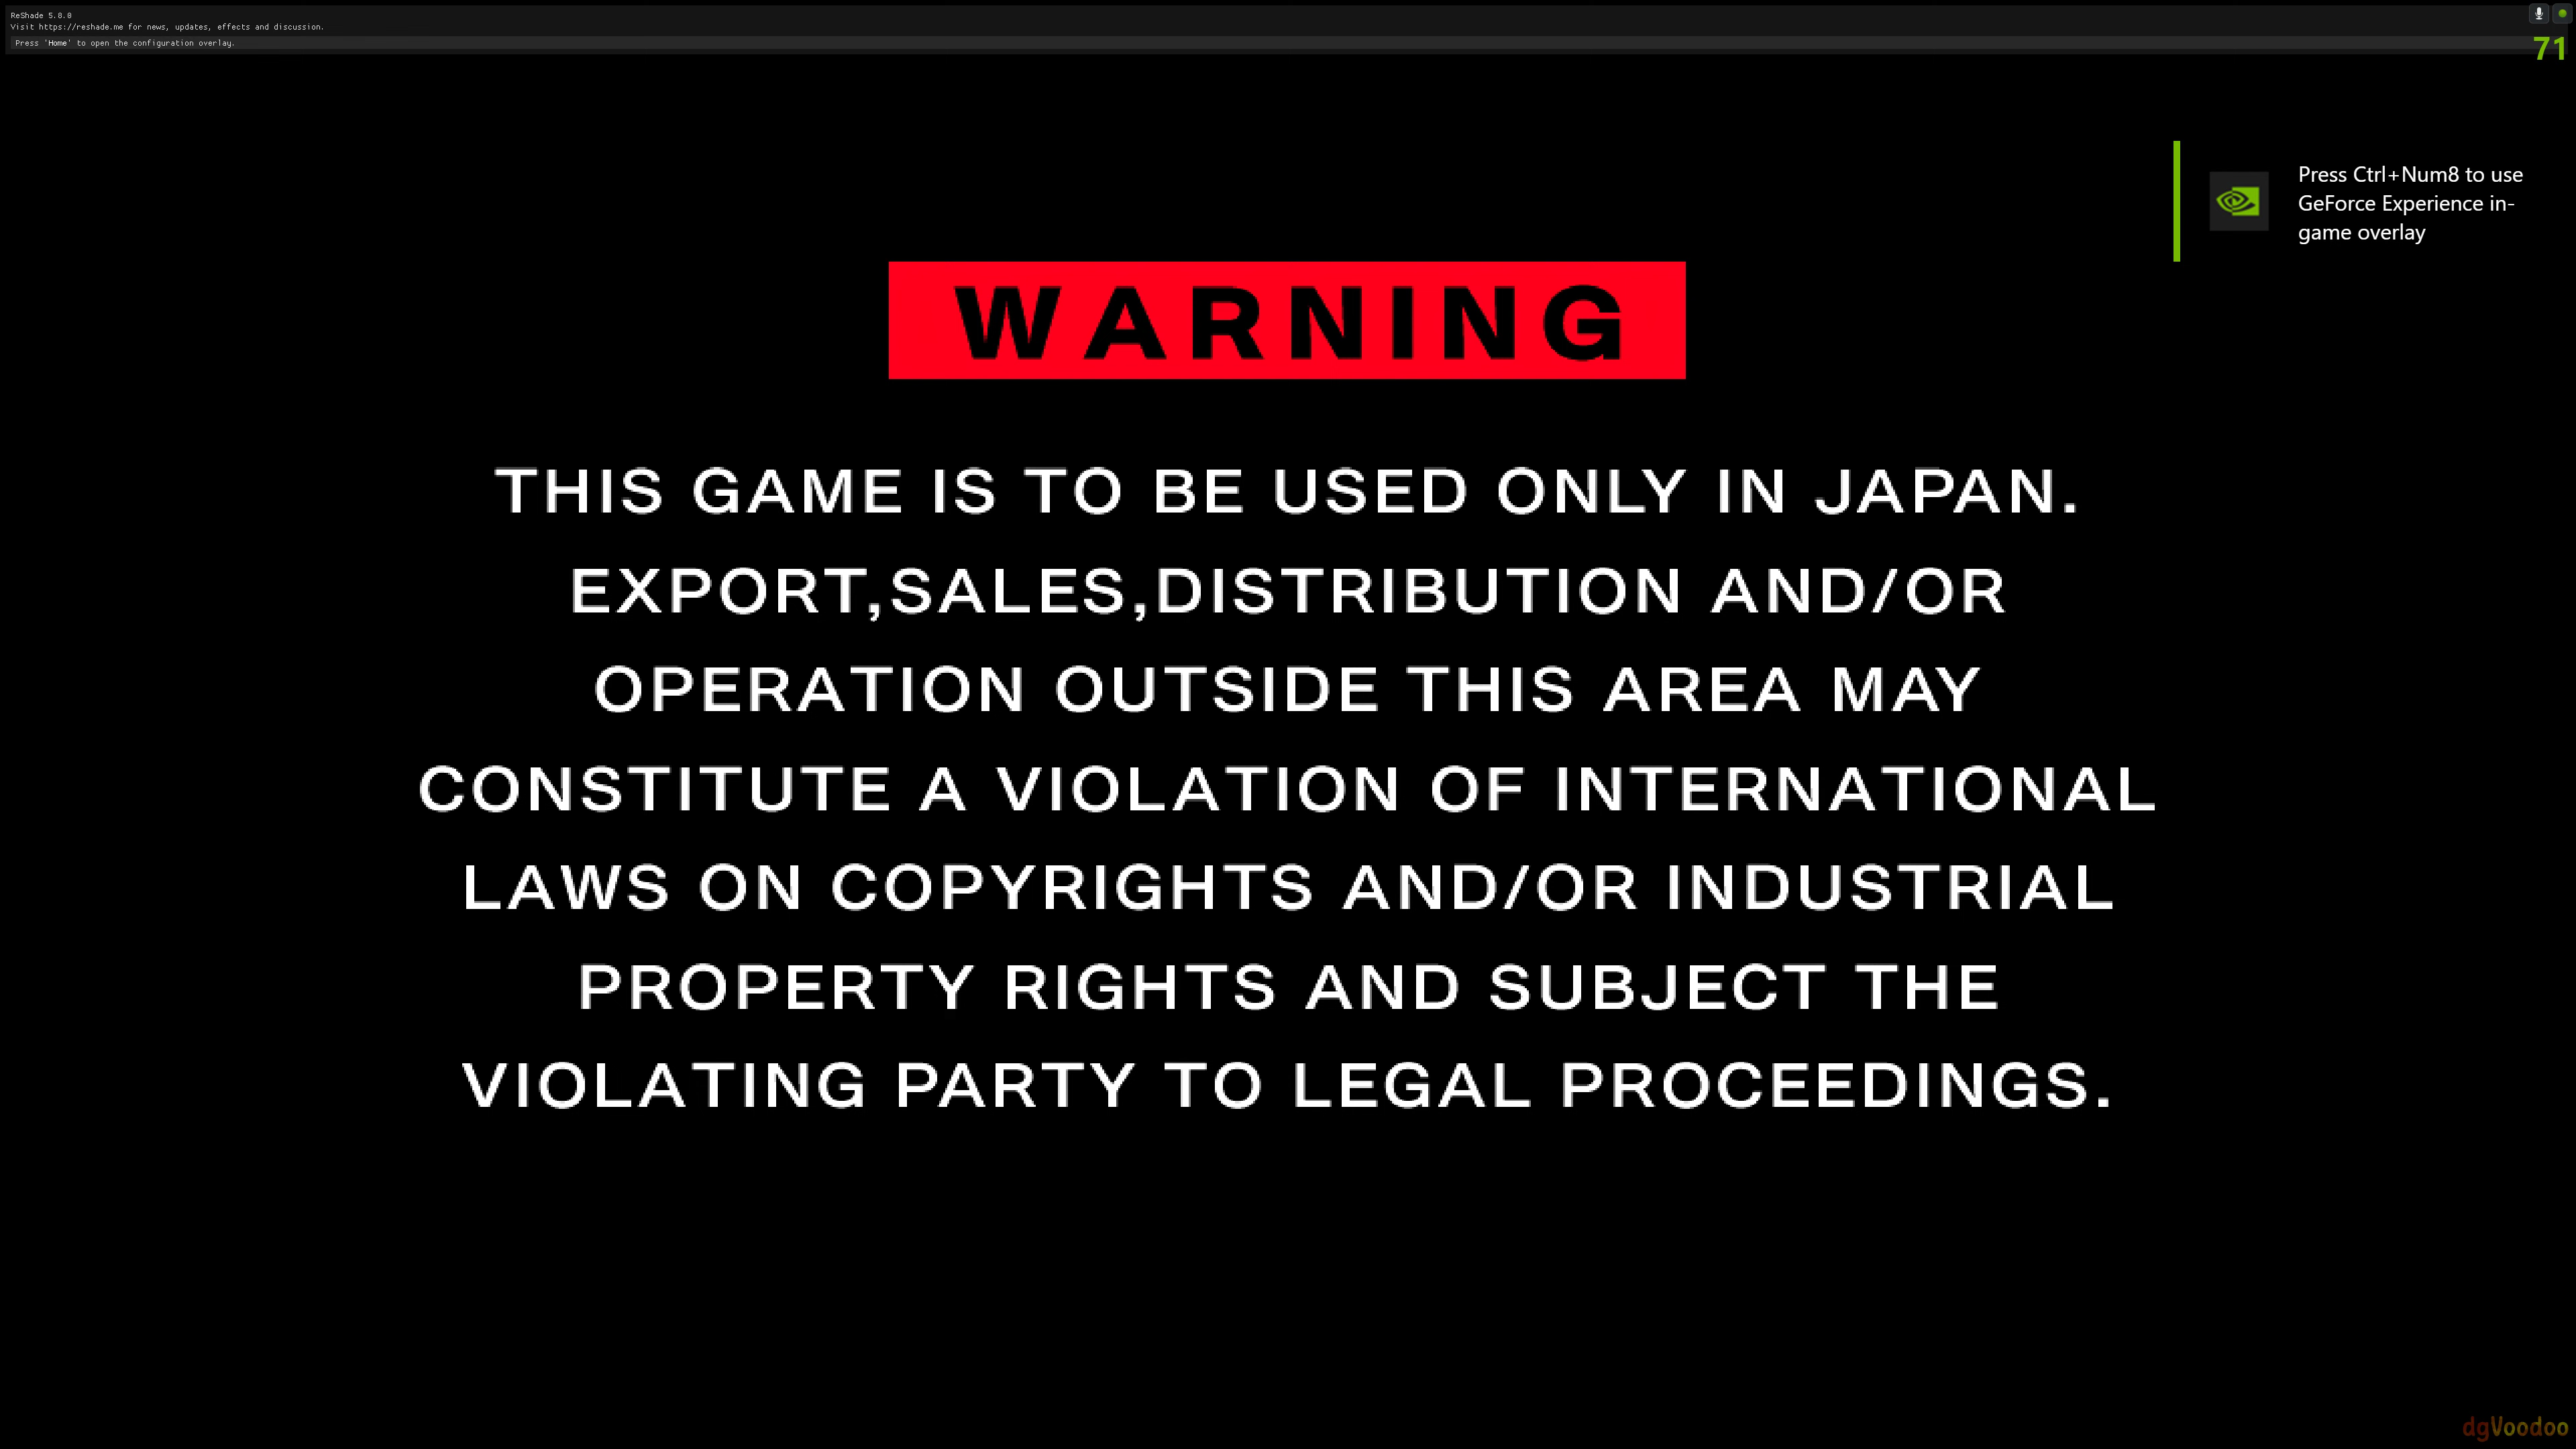 ReShade 5.8.0
Visit https://reshade.me for news, updates, effects and discussion.
Press 'Home' to open the configuration overlay.
71
Press Ctrl+Num8 to use
GeForce Experience in-
game overlay
WARNING
THIS GAME IS TO BE USED ONLY IN JAPAN.
EXPORT,SALES,DISTRIBUTION AND/OR
OPERATION OUTSIDE THIS AREA MAY
CONSTITUTE A VIOLATION OF INTERNATIONAL
LAWS ON COPYRIGHTS AND/OR INDUSTRIAL
PROPERTY RIGHTS AND SUBJECT THE
VIOLATING PARTY TO LEGAL PROCEEDINGS.
dgVoodoo